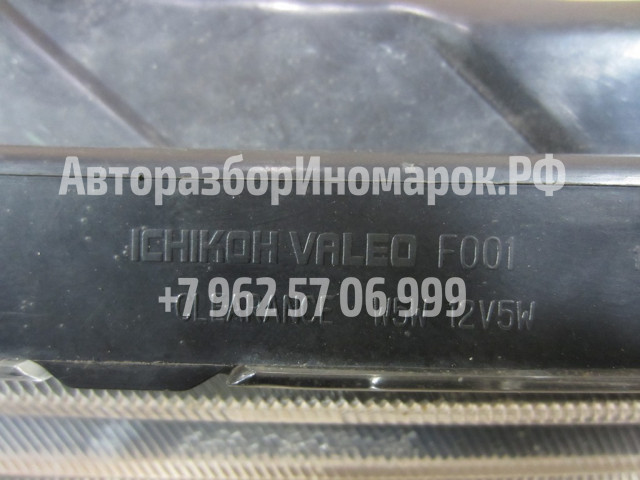 АвторазборИномарок.РФ
ICHIKOH VALEO F001
+7 962 57 06 999
CLEARANCE W5W 12V5W